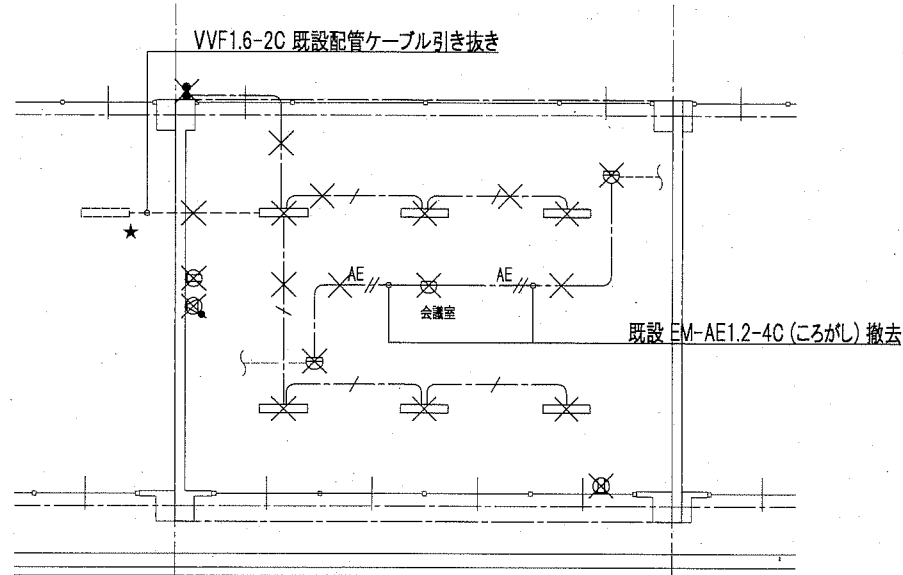 VVF1.6-2C 既設配管ケーブル引き抜き
★
AE
AE
会議室
既設 EM-AE1.2-4C (ころがし) 撤去